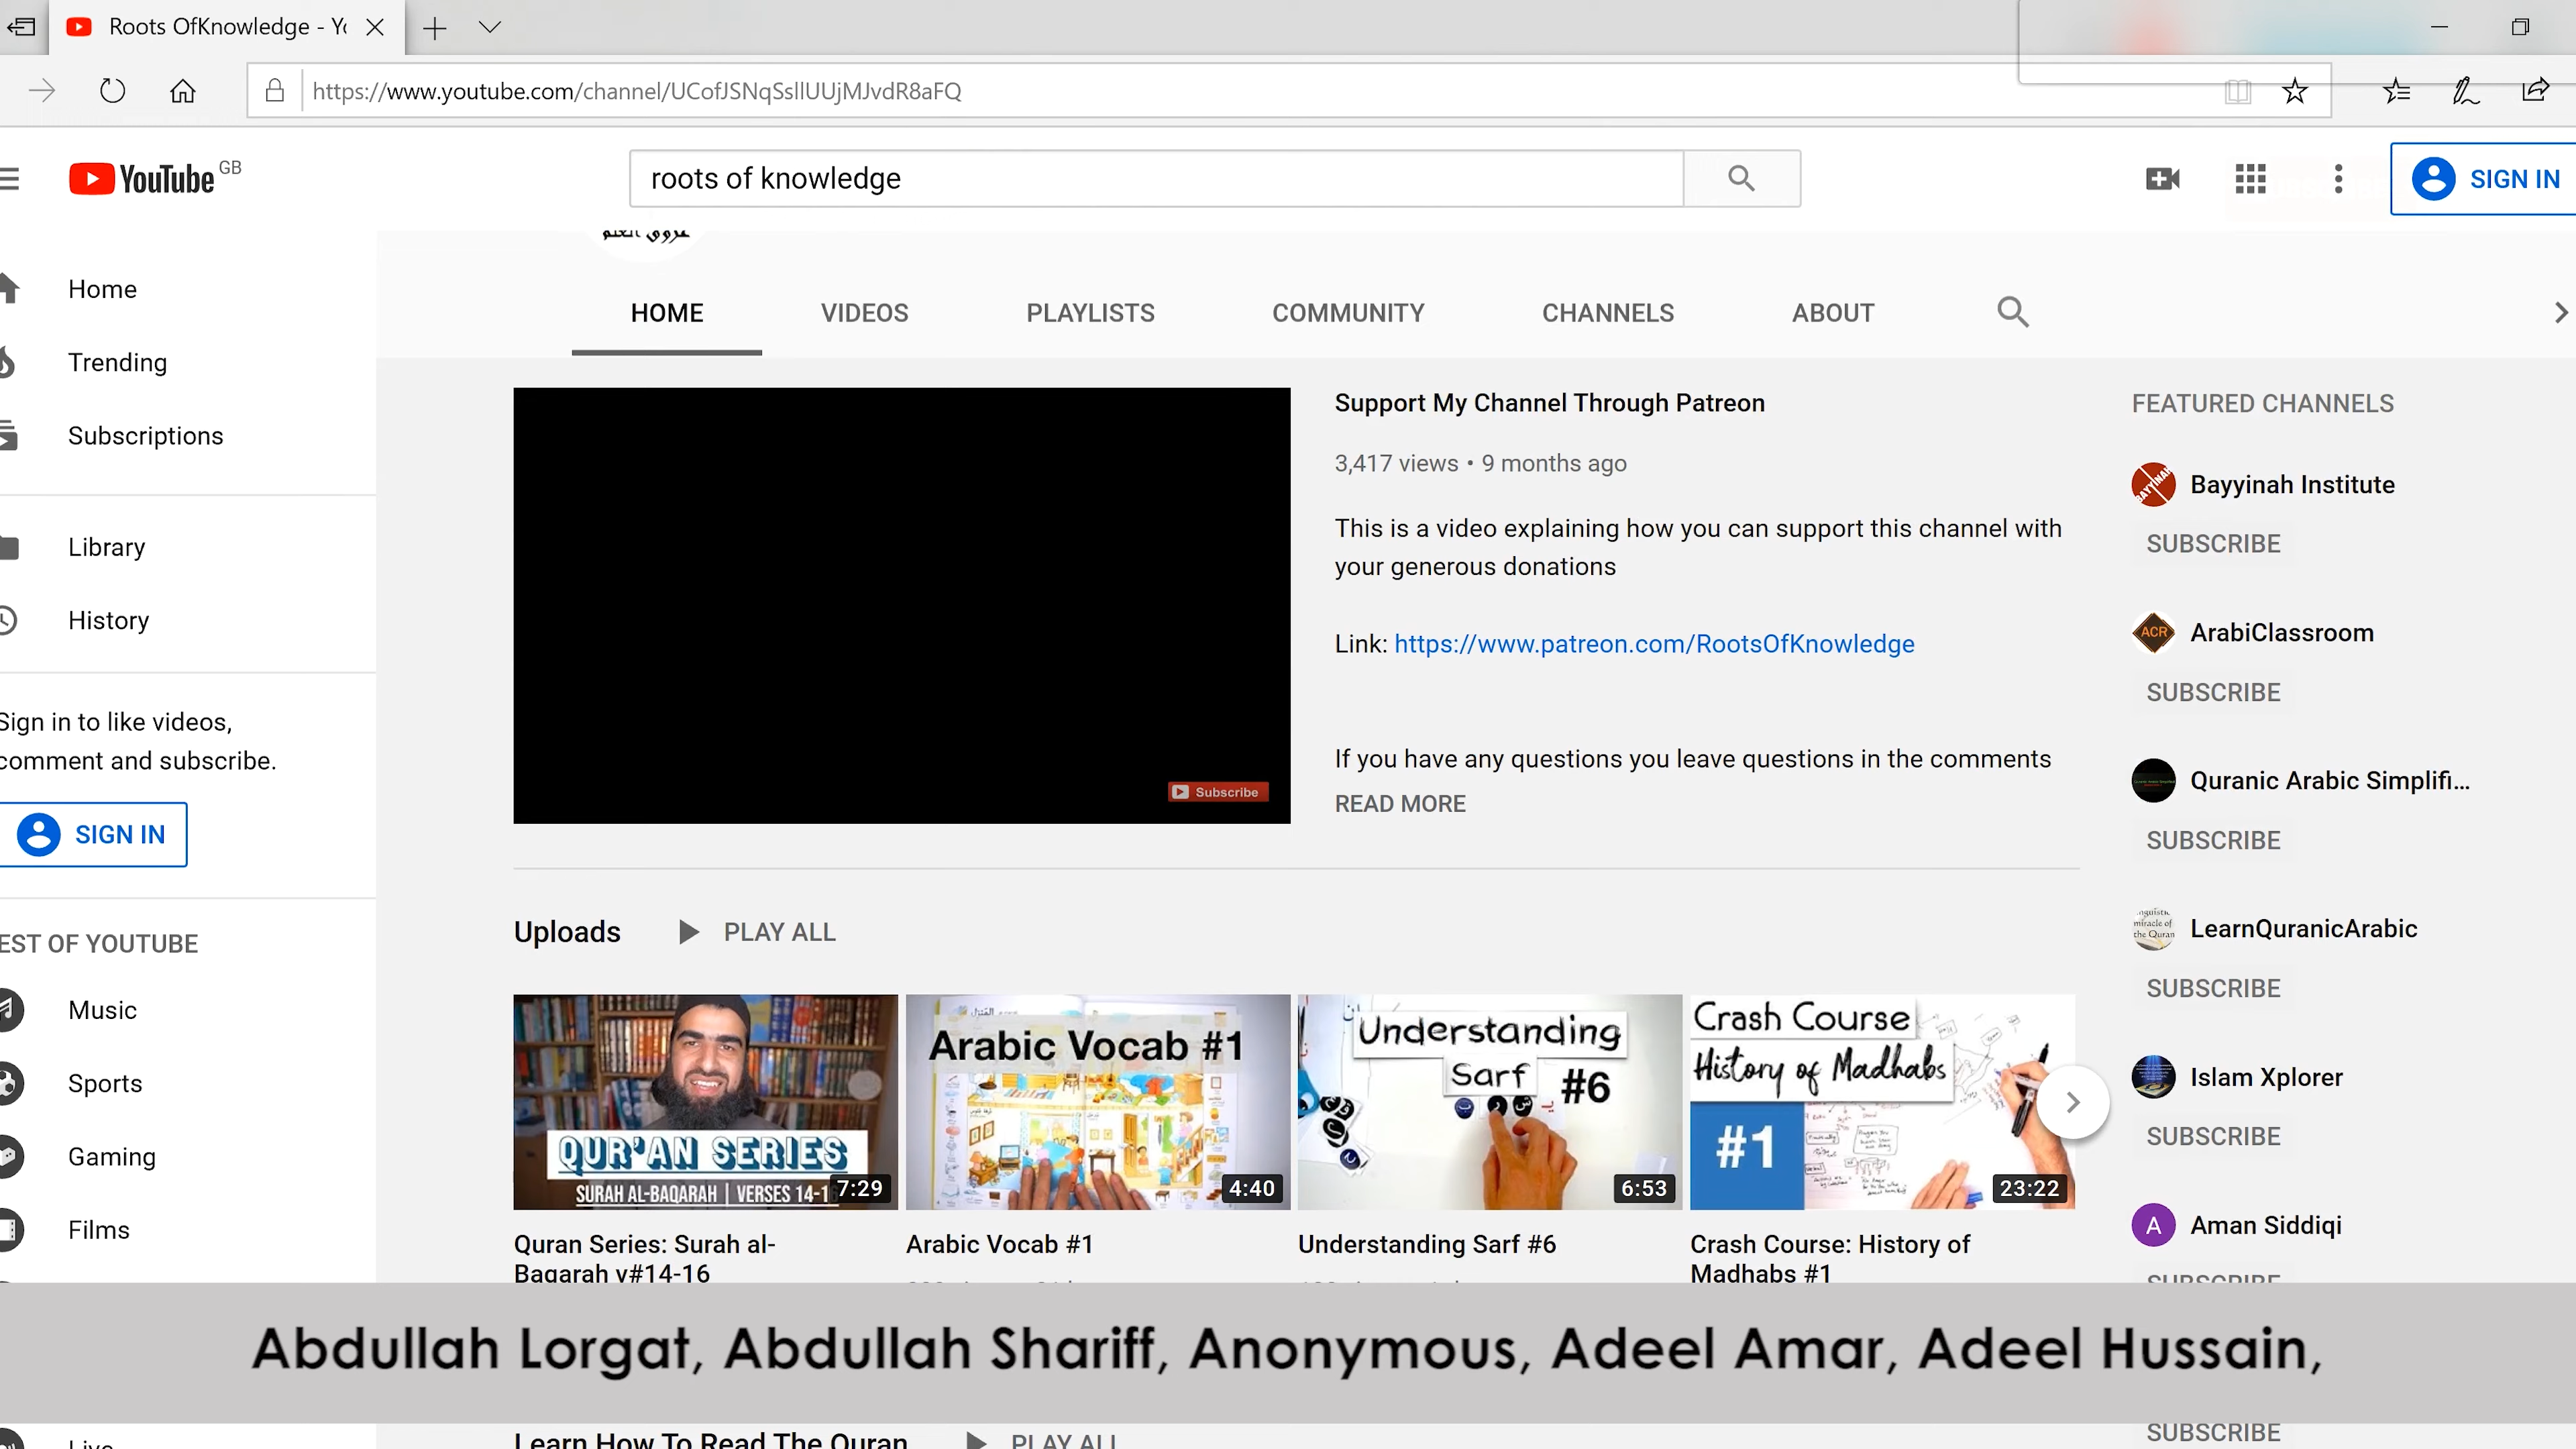 Roots OfKnowledge - Yo
https://www.youtube.com/channel/UCofJSNqSsllUUjMJvdR8aFQ
YouTube GB
roots of knowledge
SIGN IN
Home
Trending
Subscriptions
Library
History
Sign in to like videos,
comment and subscribe.
SIGN IN
EST OF YOUTUBE
Music
Sports
Gaming
Films
Live
HOME
VIDEOS
PLAYLISTS
COMMUNITY
CHANNELS
ABOUT
Subscribe
Support My Channel Through Patreon
3,417 views • 9 months ago
This is a video explaining how you can support this channel with
your generous donations
Link: https://www.patreon.com/RootsOfKnowledge
If you have any questions you leave questions in the comments
READ MORE
Uploads
PLAY ALL
QUR'AN SERIES
SURAH AL-BAQARAH | VERSES 14-1
7:29
Quran Series: Surah al-
Baqarah v#14-16
Arabic Vocab #1
4:40
Arabic Vocab #1
Understanding
Sarf #6
6:53
Understanding Sarf #6
Crash Course
History of Madhabs
#1
23:22
Crash Course: History of
Madhabs #1
FEATURED CHANNELS
BAYYINAH
Bayyinah Institute
SUBSCRIBE
ACR
ArabiClassroom
SUBSCRIBE
Quranic Arabic Simplifi...
SUBSCRIBE
miracle of
the Quran
LearnQuranicArabic
SUBSCRIBE
Islam Xplorer
SUBSCRIBE
A
Aman Siddiqi
SUBSCRIBE
SUBSCRIBE
Abdullah Lorgat, Abdullah Shariff, Anonymous, Adeel Amar, Adeel Hussain,
Learn How To Read The Quran
PLAY ALL